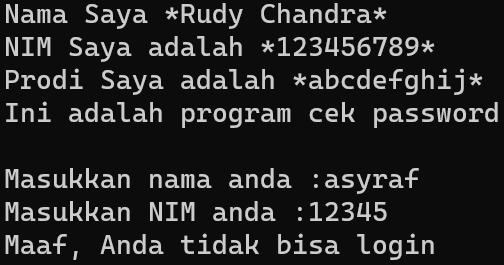 Nama Saya *Rudy Chandra*
NIM Saya adalah *123456789*
Prodi Saya adalah *abcdefghij*
Ini adalah program cek password
Masukkan nama anda :asyraf
Masukkan NIM anda :12345
Maaf, Anda tidak bisa login